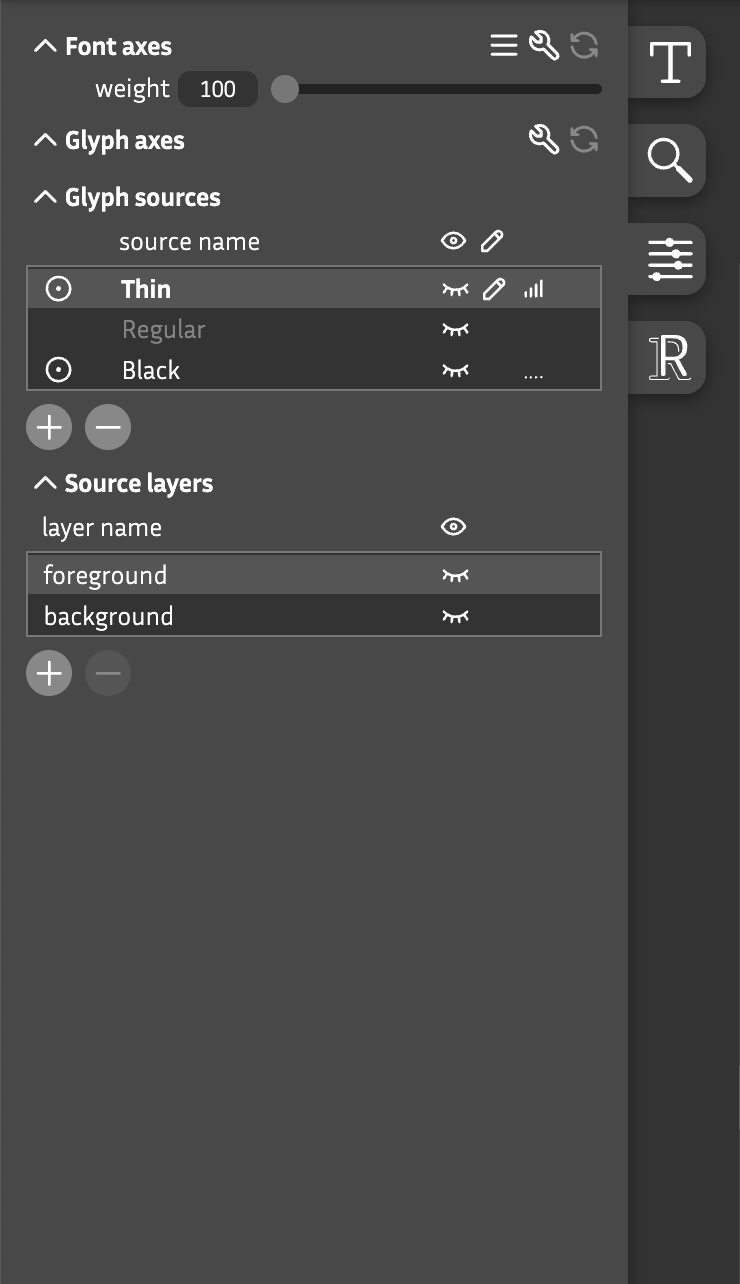 Font axes
weight 100
Glyph axes
Glyph sources
source name
Thin
Regular
Black
Source layers
layer name
foreground
background
T
R